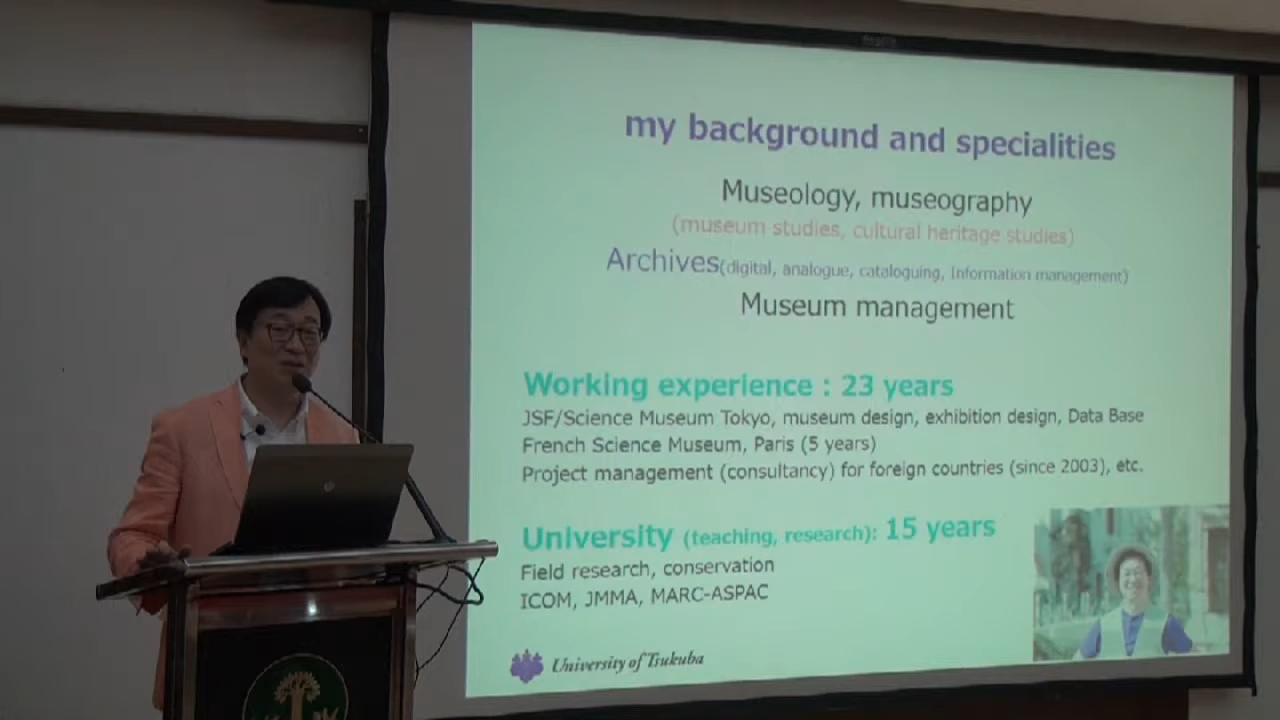 my background and specialities
Museology, museography
(museum studies, cultural heritage studies)
Archives(digital, analogue, cataloguing, Information management)
Museum management
Working experience : 23 years
JSF/Science Museum Tokyo, museum design, exhibition design, Data Base
French Science Museum, Paris (5 years)
Project management (consultancy) for foreign countries (since 2003), etc.
University (teaching, research): 15 years
Field research, conservation
ICOM, JMMA, MARC-ASPAC
University of Tsukuba